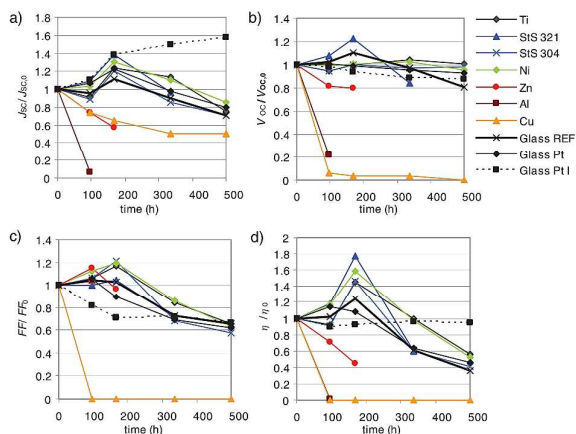 a)
J_SC / J_SC,0
1.8
1.6
1.4
1.2
1.0
0.8
0.6
0.4
0.2
0
0 100 200 300 400 500
time (h)
b)
V_OC / V_OC,0
1.4
1.2
1
0.8
0.6
0.4
0.2
0
0 100 200 300 400 500
time (h)
Ti
StS 321
StS 304
Ni
Zn
Al
Cu
Glass REF
Glass Pt
Glass Pt I
c)
FF/ FF_0
1.4
1.2
1
0.8
0.6
0.4
0.2
0
0 100 200 300 400 500
time (h)
d)
η / η_0
2
1.8
1.6
1.4
1.2
1
0.8
0.6
0.4
0.2
0
0 100 200 300 400 500
time (h)